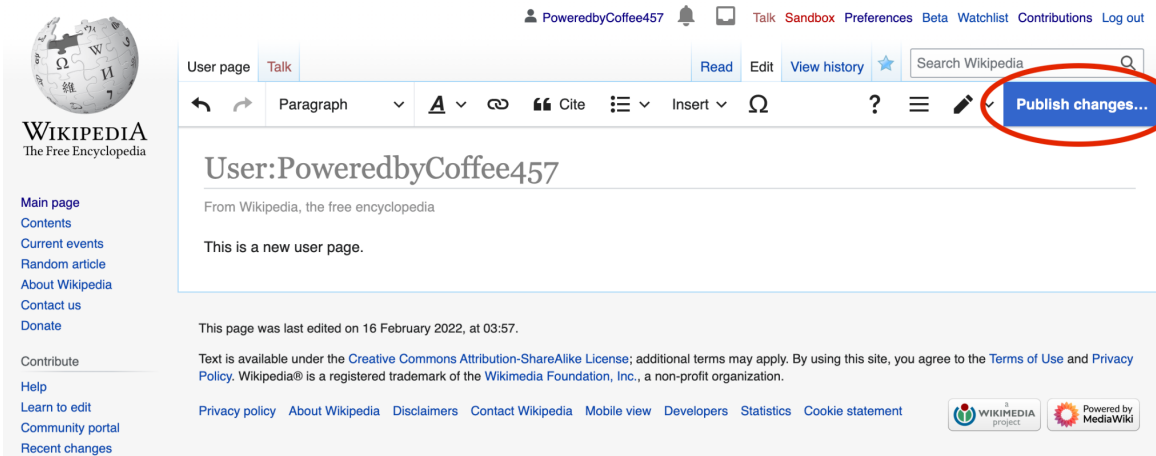 PoweredbyCoffee457 Talk Sandbox Preferences Beta Watchlist Contributions Log out
User page Talk Read Edit View history Search Wikipedia
Paragraph A Cite Insert Ω ? Publish changes...
WIKIPEDIA
The Free Encyclopedia
User:PoweredbyCoffee457
From Wikipedia, the free encyclopedia
This is a new user page.
Main page
Contents
Current events
Random article
About Wikipedia
Contact us
Donate
Contribute
Help
Learn to edit
Community portal
Recent changes
This page was last edited on 16 February 2022, at 03:57.
Text is available under the Creative Commons Attribution-ShareAlike License; additional terms may apply. By using this site, you agree to the Terms of Use and Privacy
Policy. Wikipedia® is a registered trademark of the Wikimedia Foundation, Inc., a non-profit organization.
Privacy policy About Wikipedia Disclaimers Contact Wikipedia Mobile view Developers Statistics Cookie statement
a
WIKIMEDIA
project
Powered by
MediaWiki